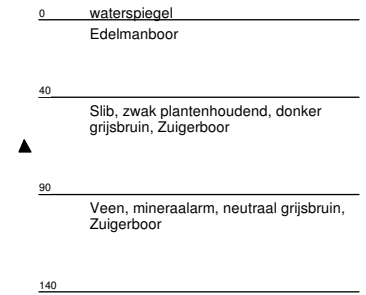 0 waterspiegel
Edelmanboor
40
Slib, zwak plantenhoudend, donker
grijsbruin, Zuigerboor
90
Veen, mineraalarm, neutraal grijsbruin,
Zuigerboor
140